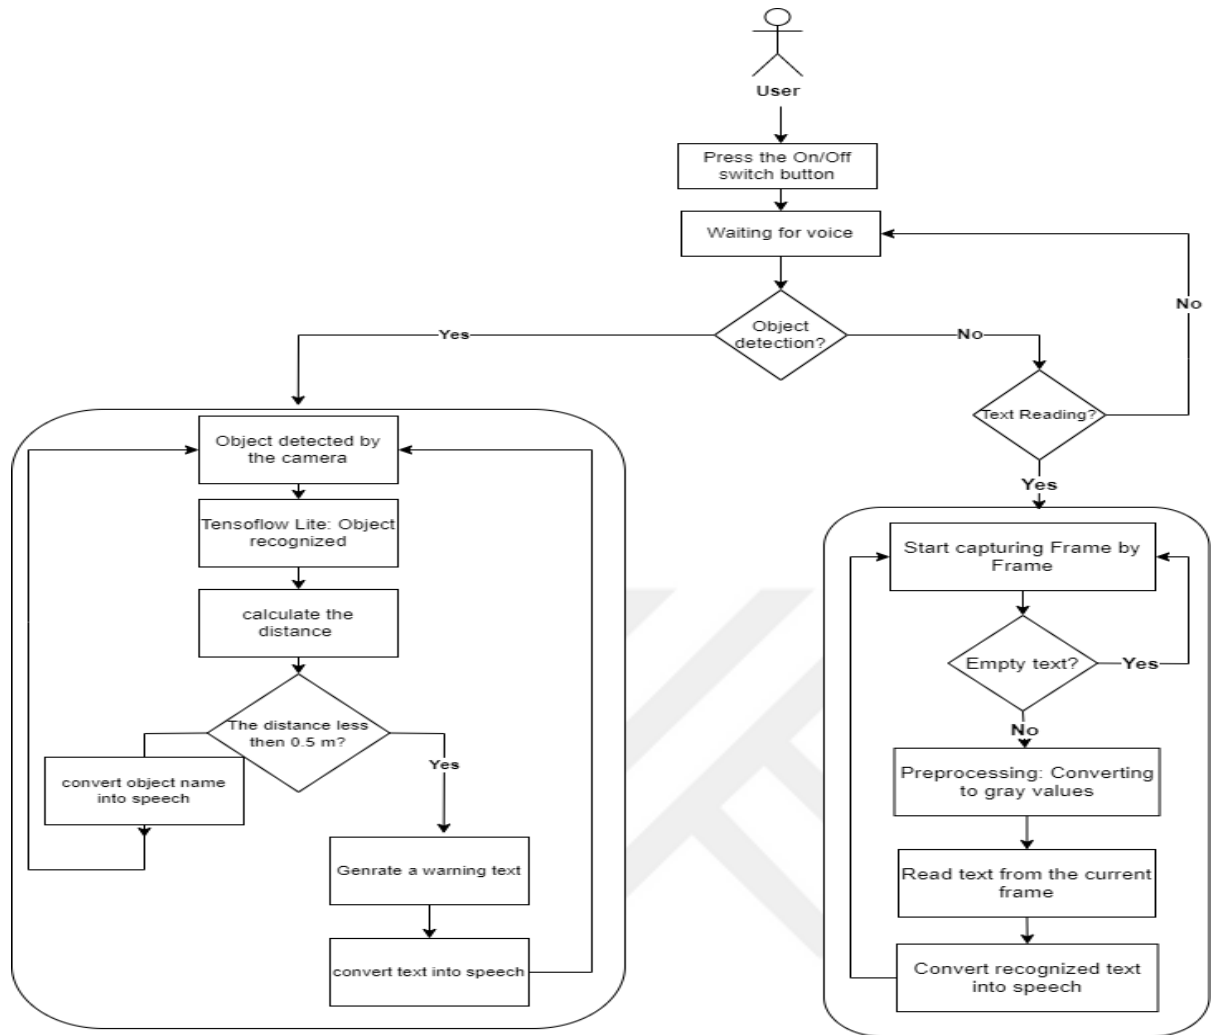 User
Press the On/Off
switch button
Waiting for voice
Object
detection?
Yes
No
No
Text Reading?
Yes
Object detected by
the camera
Tensoflow Lite: Object
recognized
calculate the
distance
The distance less
then 0.5 m?
convert object name
into speech
Yes
Genrate a warning text
convert text into speech
Start capturing Frame by
Frame
Empty text?
Yes
No
Preprocessing: Converting
to gray values
Read text from the current
frame
Convert recognized text
into speech